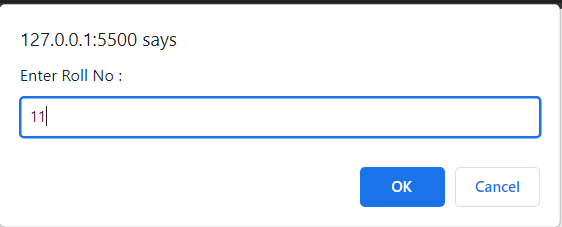 127.0.0.1:5500 says
Enter Roll No :
11
OK
Cancel